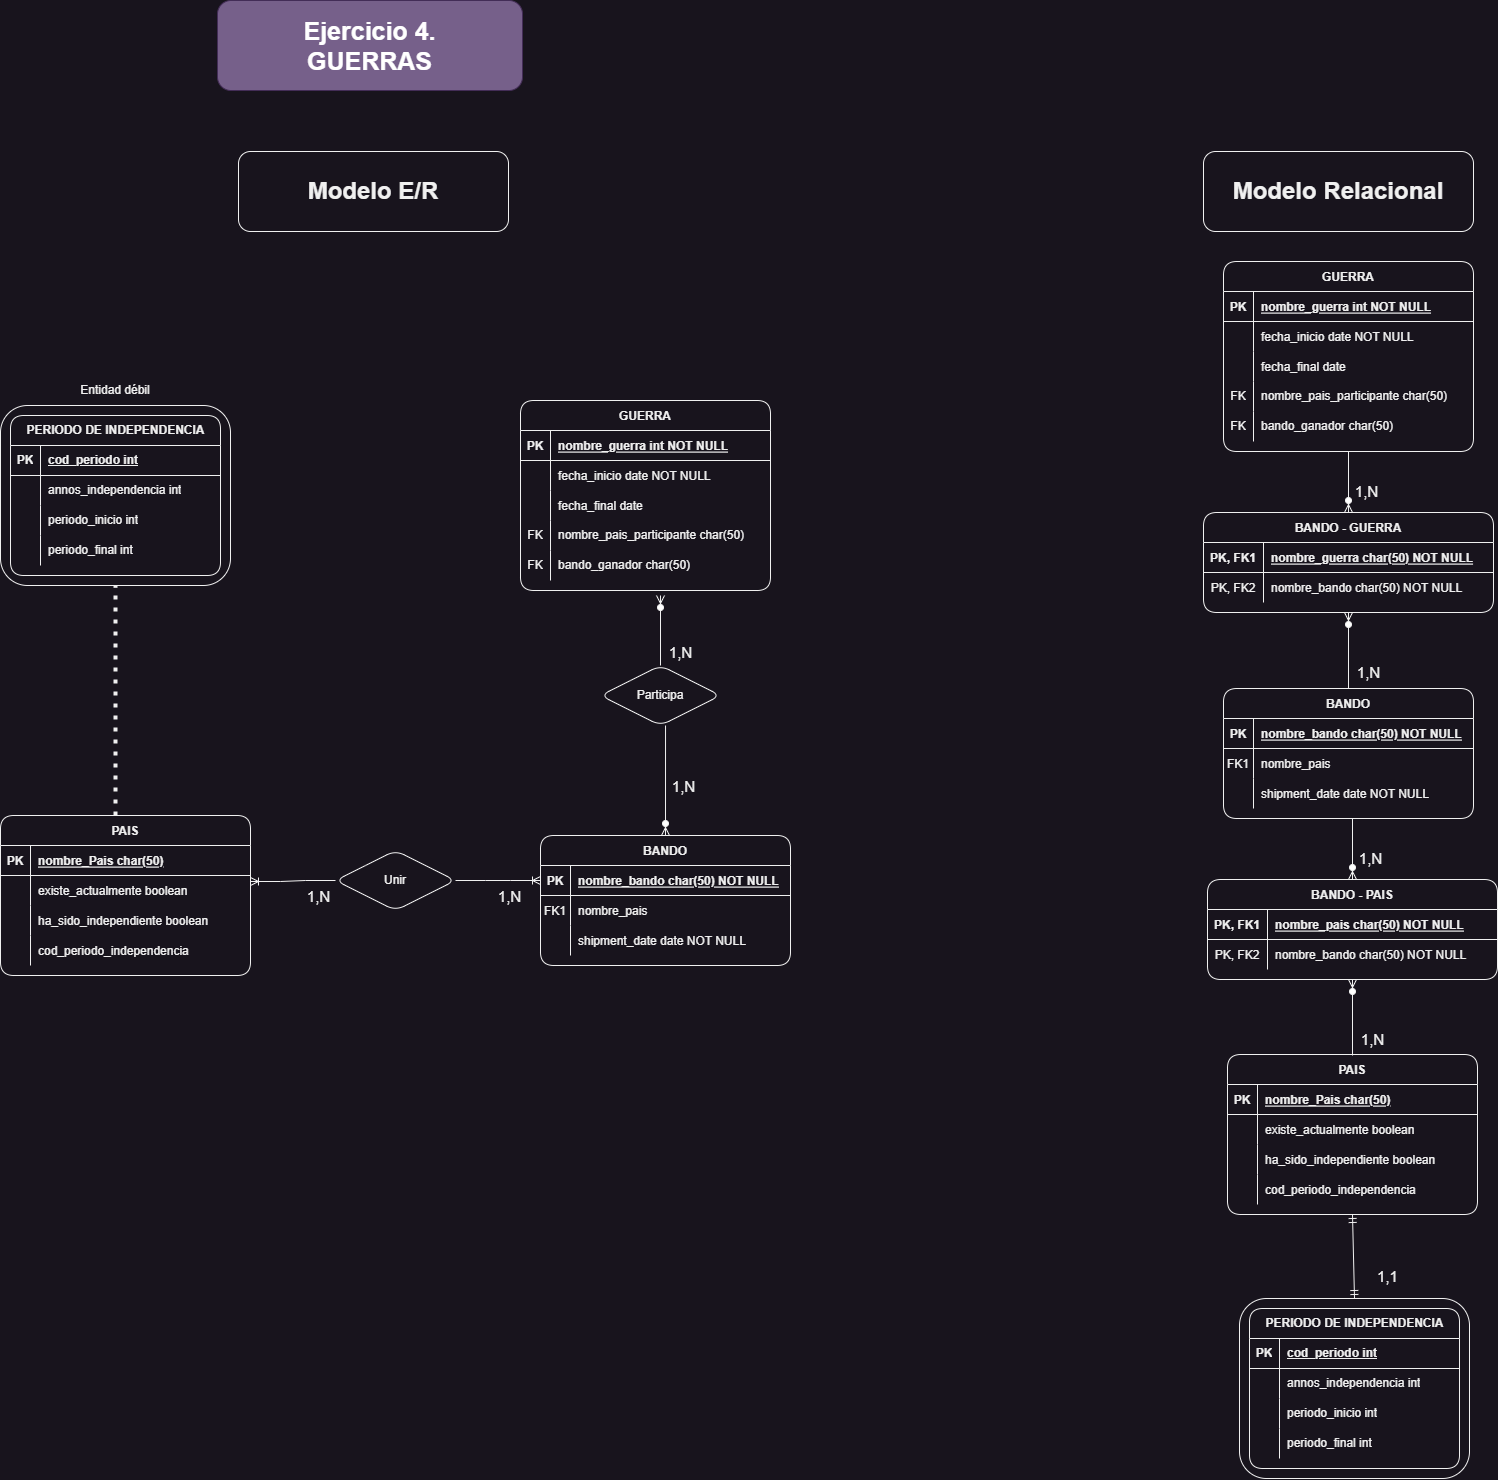 Ejercicio 4.
GUERRAS
Modelo E/R
Modelo Relacional
Entidad débil
PERIODO DE INDEPENDENCIA
PK cod_periodo int
annos_independencia int
periodo_inicio int
periodo_final int
GUERRA
PK nombre_guerra int NOT NULL
fecha_inicio date NOT NULL
fecha_final date
FK nombre_pais_participante char(50)
FK bando_ganador char(50)
1,N
Participa
1,N
PAIS
PK nombre_Pais char(50)
existe_actualmente boolean
ha_sido_independiente boolean
cod_periodo_independencia
1,N
Unir
1,N
BANDO
PK nombre_bando char(50) NOT NULL
FK1 nombre_pais
shipment_date date NOT NULL
GUERRA
PK nombre_guerra int NOT NULL
fecha_inicio date NOT NULL
fecha_final date
FK nombre_pais_participante char(50)
FK bando_ganador char(50)
1,N
BANDO - GUERRA
PK, FK1 nombre_guerra char(50) NOT NULL
PK, FK2 nombre_bando char(50) NOT NULL
1,N
BANDO
PK nombre_bando char(50) NOT NULL
FK1 nombre_pais
shipment_date date NOT NULL
1,N
BANDO - PAIS
PK, FK1 nombre_pais char(50) NOT NULL
PK, FK2 nombre_bando char(50) NOT NULL
1,N
PAIS
PK nombre_Pais char(50)
existe_actualmente boolean
ha_sido_independiente boolean
cod_periodo_independencia
1,1
PERIODO DE INDEPENDENCIA
PK cod_periodo int
annos_independencia int
periodo_inicio int
periodo_final int